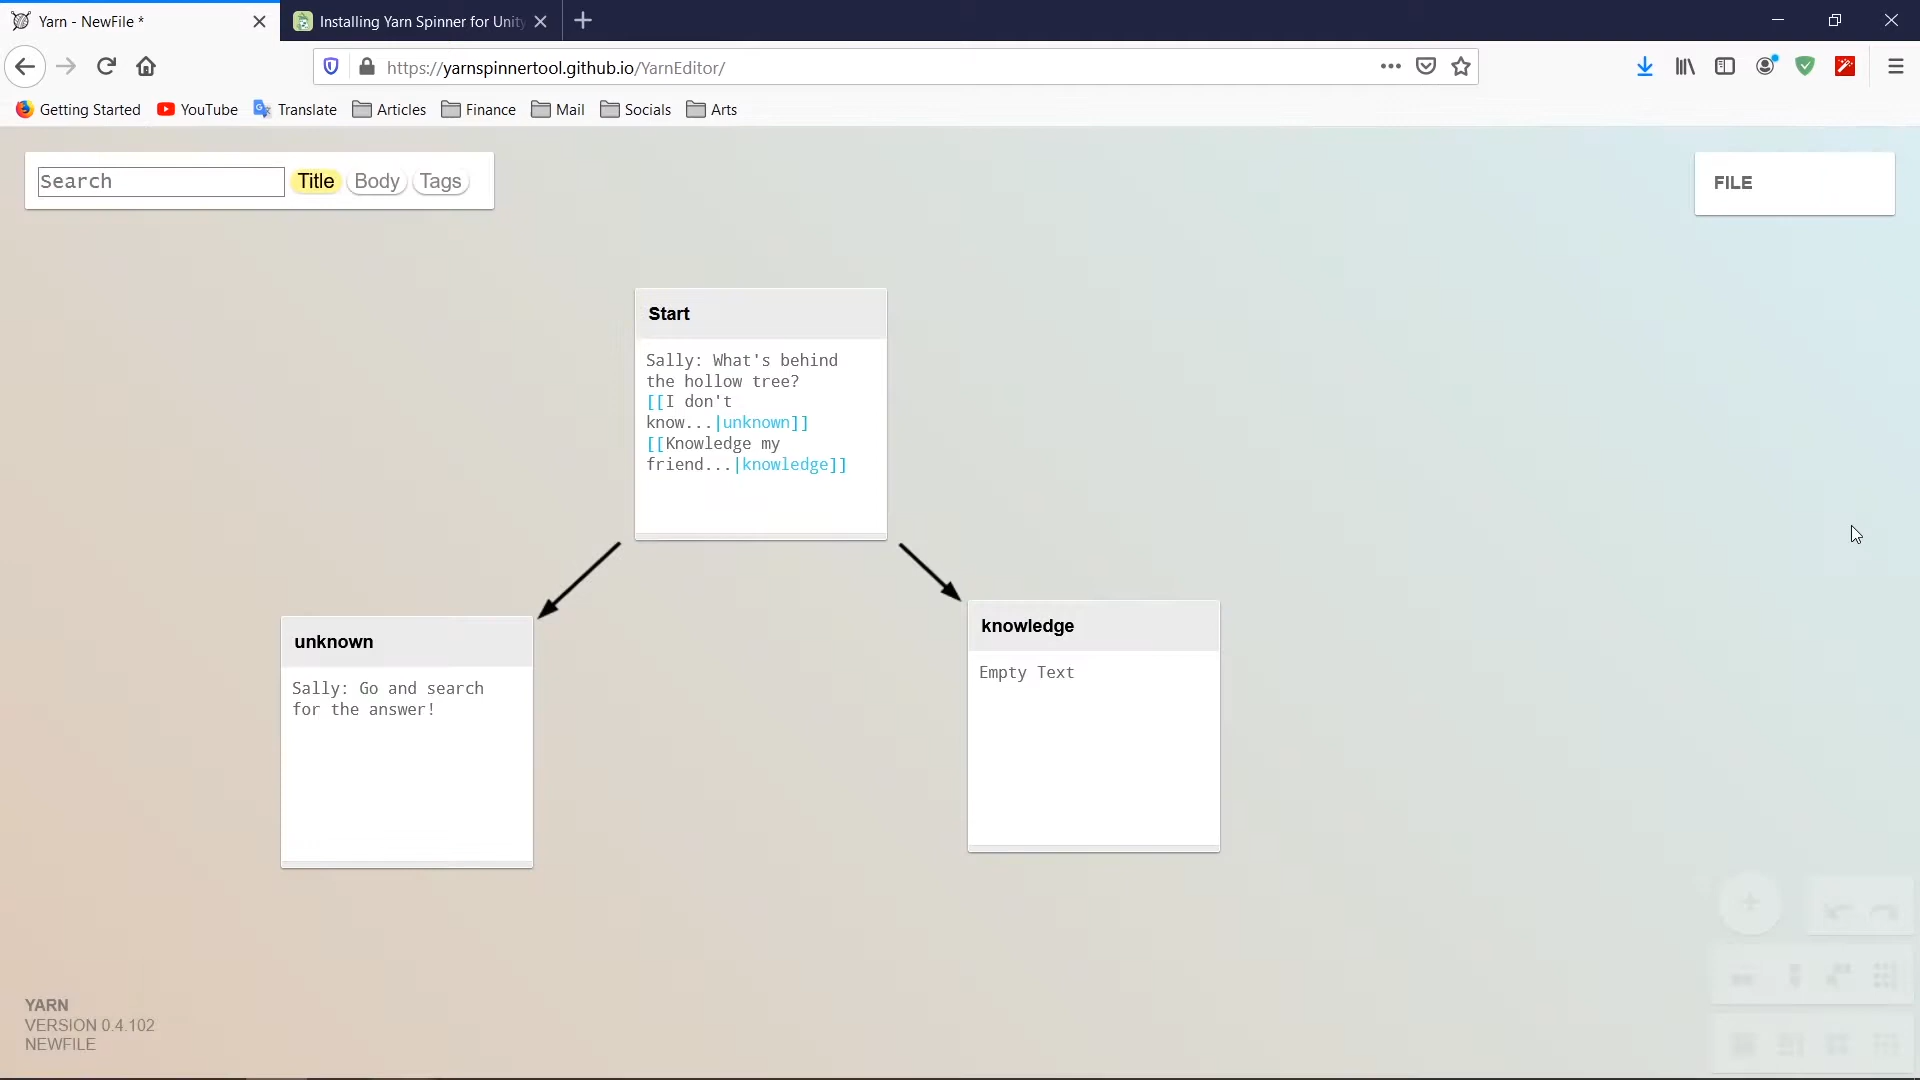 Yarn - NewFile *
Installing Yarn Spinner for Unity
https://yarnspinnertool.github.io/YarnEditor/
Getting Started
YouTube
Translate
Articles
Finance
Mail
Socials
Arts
Search
Title
Body
Tags
FILE
Start
Sally: What's behind
the hollow tree?
[[I don't
know...|unknown]]
[[Knowledge my
friend...|knowledge]]
unknown
Sally: Go and search
for the answer!
knowledge
Empty Text
YARN
VERSION 0.4.102
NEWFILE